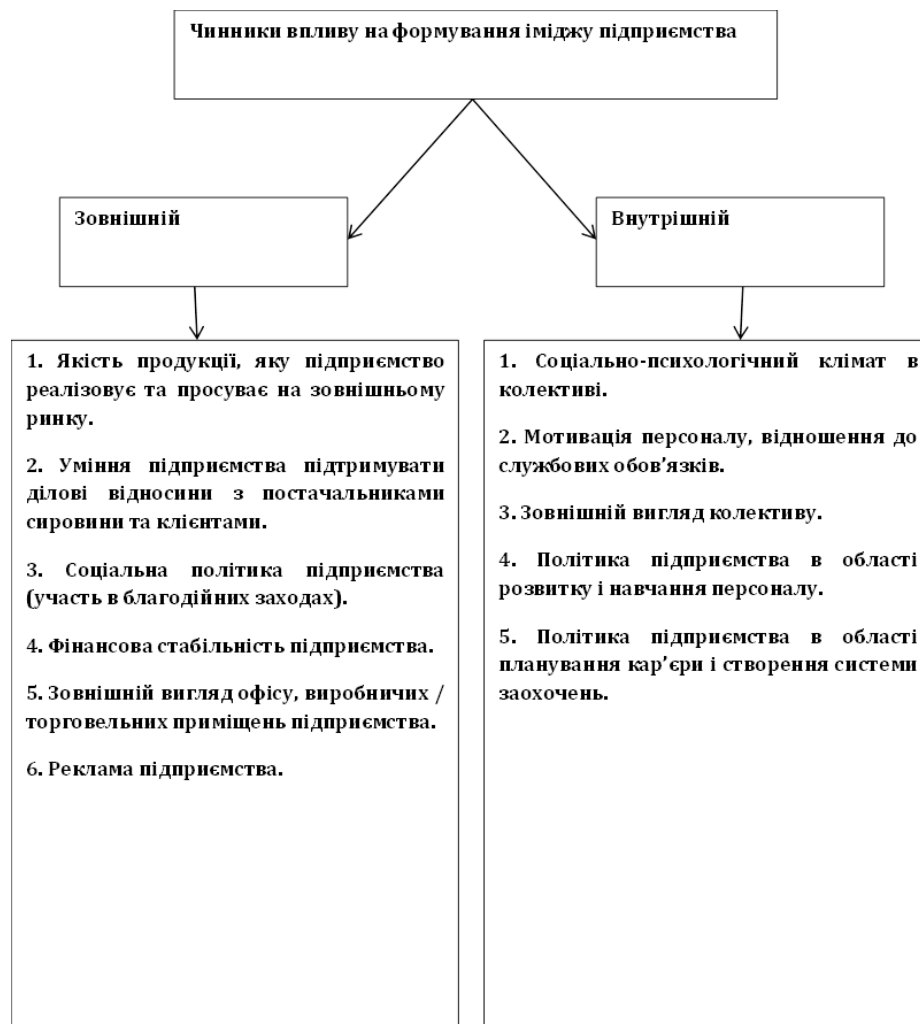 Чинники впливу на формування іміджу підприємства
Зовнішній
Внутрішній
1. Якість продукції, яку підприємство
реалізовує та просуває на зовнішньому
ринку.
2. Уміння підприємства підтримувати
ділові відносини з постачальниками
сировини та клієнтами.
3. Соціальна політика підприємства
(участь в благодійних заходах).
4. Фінансова стабільність підприємства.
5. Зовнішній вигляд офісу, виробничих /
торговельних приміщень підприємства.
6. Реклама підприємства.
1. Соціально-психологічний клімат в
колективі.
2. Мотивація персоналу, відношення до
службових обов’язків.
3. Зовнішній вигляд колективу.
4. Політика підприємства в області
розвитку і навчання персоналу.
5. Політика підприємства в області
планування кар’єри і створення системи
заохочень.